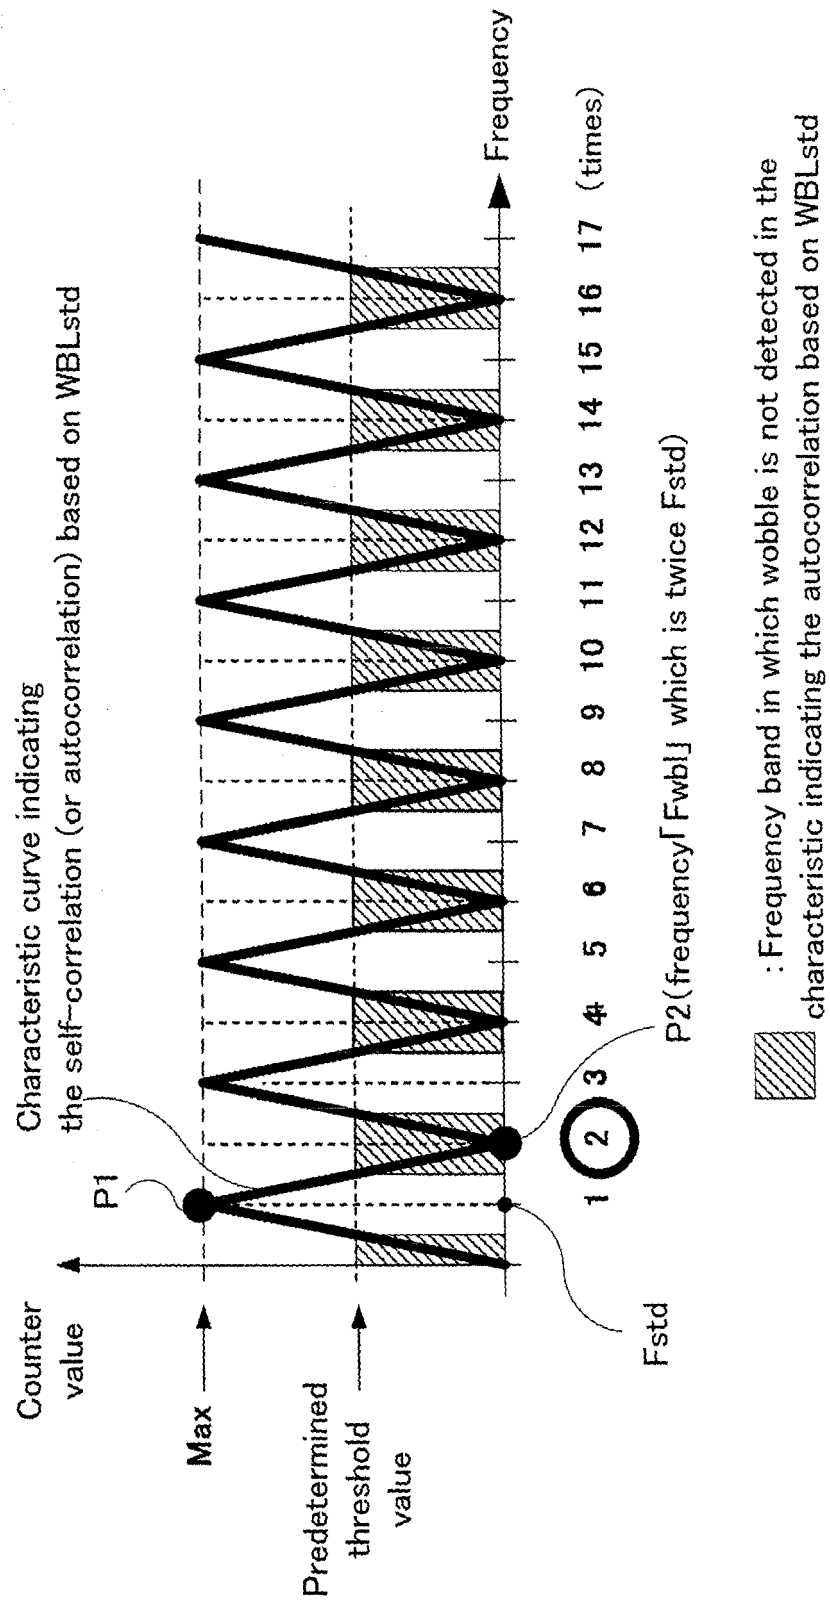 Characteristic curve indicating
the self-correlation (or autocorrelation) based on WBLstd
Counter
value
P1
Max
Predetermined
threshold
value
Frequency
1 2 3 4 5 6 7 8 9 10 11 12 13 14 15 16 17 (times)
Fstd
P2(frequency「Fwbl」which is twice Fstd)
: Frequency band in which wobble is not detected in the
characteristic indicating the autocorrelation based on WBLstd